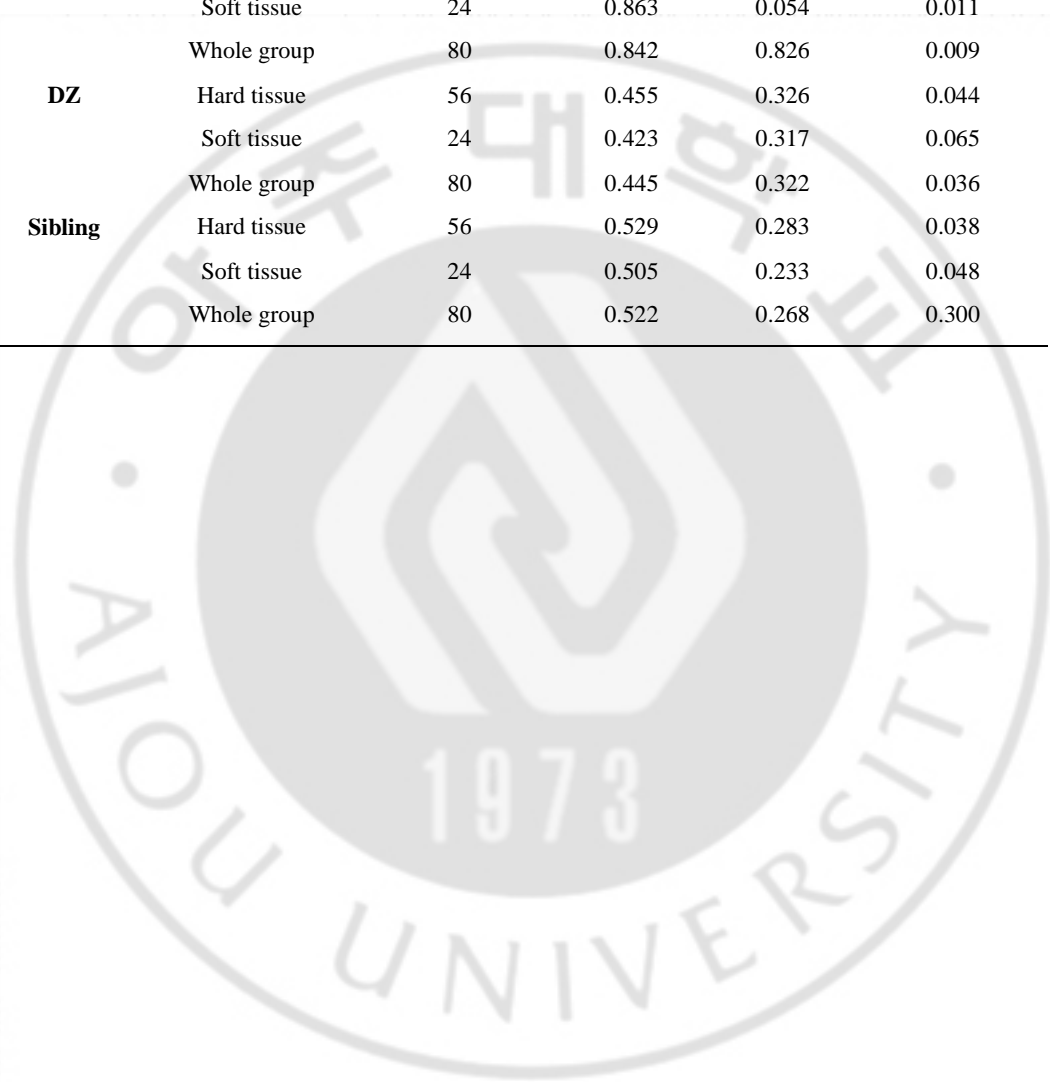 Soft tissue 24 0.863 0.054 0.011
Whole group 80 0.842 0.826 0.009
DZ Hard tissue 56 0.455 0.326 0.044
Soft tissue 24 0.423 0.317 0.065
Whole group 80 0.445 0.322 0.036
Sibling Hard tissue 56 0.529 0.283 0.038
Soft tissue 24 0.505 0.233 0.048
Whole group 80 0.522 0.268 0.300
아주대학교
1973
AJOU UNIVERSITY